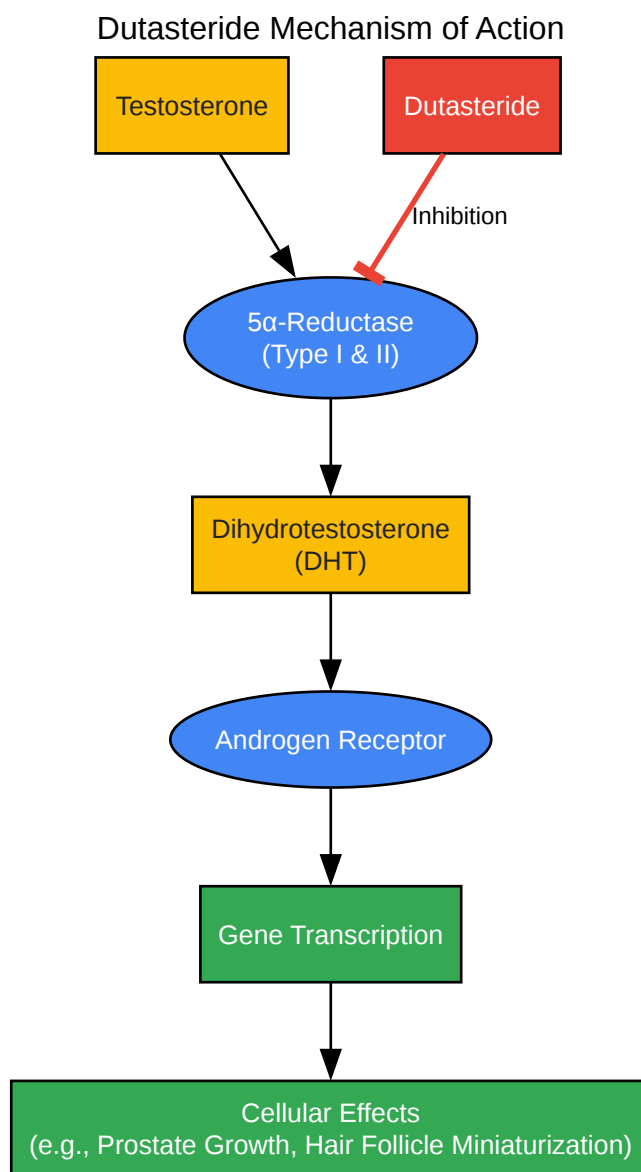 Dutasteride Mechanism of Action
Testosterone
Dutasteride
Inhibition
5α-Reductase
(Type I & II)
Dihydrotestosterone
(DHT)
Androgen Receptor
Gene Transcription
Cellular Effects
(e.g., Prostate Growth, Hair Follicle Miniaturization)